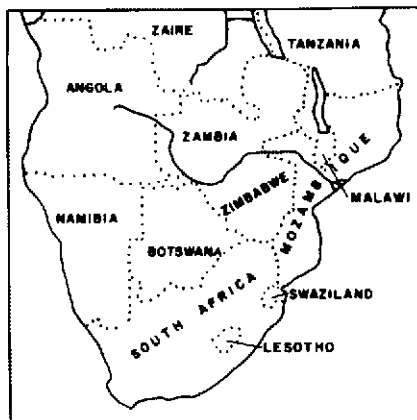 ZAIRE
TANZANIA
ANGOLA
ZAMBIA
MOZAMBIQUE
MALAWI
ZIMBABWE
NAMIBIA
BOTSWANA
SOUTH AFRICA
SWAZILAND
LESOTHO